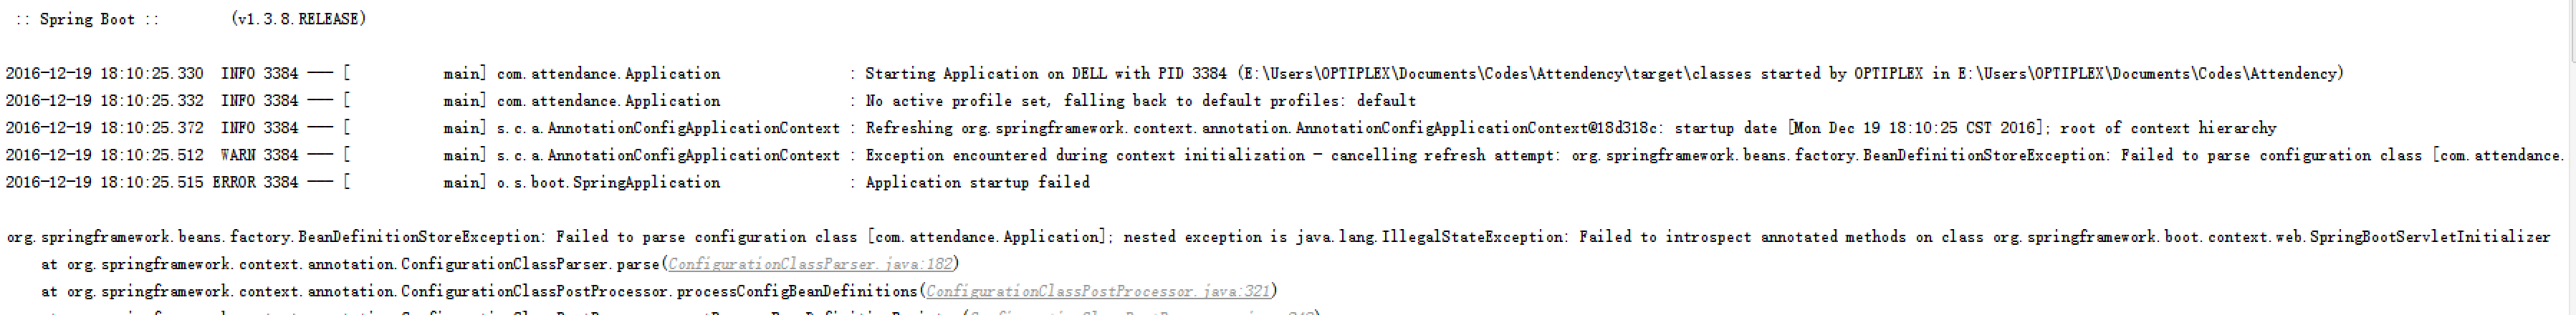 :: Spring Boot ::        (v1.3.8.RELEASE)
2016-12-19 18:10:25.330  INFO 3384 --- [           main] com.attendance.Application               : Starting Application on DELL with PID 3384 (E:\Users\OPTIPLEX\Documents\Codes\Attendency\target\classes started by OPTIPLEX in E:\Users\OPTIPLEX\Documents\Codes\Attendency)
2016-12-19 18:10:25.332  INFO 3384 --- [           main] com.attendance.Application               : No active profile set, falling back to default profiles: default
2016-12-19 18:10:25.372  INFO 3384 --- [           main] s.c.a.AnnotationConfigApplicationContext : Refreshing org.springframework.context.annotation.AnnotationConfigApplicationContext@18d318c: startup date [Mon Dec 19 18:10:25 CST 2016]; root of context hierarchy
2016-12-19 18:10:25.512  WARN 3384 --- [           main] s.c.a.AnnotationConfigApplicationContext : Exception encountered during context initialization - cancelling refresh attempt: org.springframework.beans.factory.BeanDefinitionStoreException: Failed to parse configuration class [com.attendance.
2016-12-19 18:10:25.515 ERROR 3384 --- [           main] o.s.boot.SpringApplication               : Application startup failed
org.springframework.beans.factory.BeanDefinitionStoreException: Failed to parse configuration class [com.attendance.Application]; nested exception is java.lang.IllegalStateException: Failed to introspect annotated methods on class org.springframework.boot.context.web.SpringBootServletInitializer
    at org.springframework.context.annotation.ConfigurationClassParser.parse(ConfigurationClassParser.java:182)
    at org.springframework.context.annotation.ConfigurationClassPostProcessor.processConfigBeanDefinitions(ConfigurationClassPostProcessor.java:321)